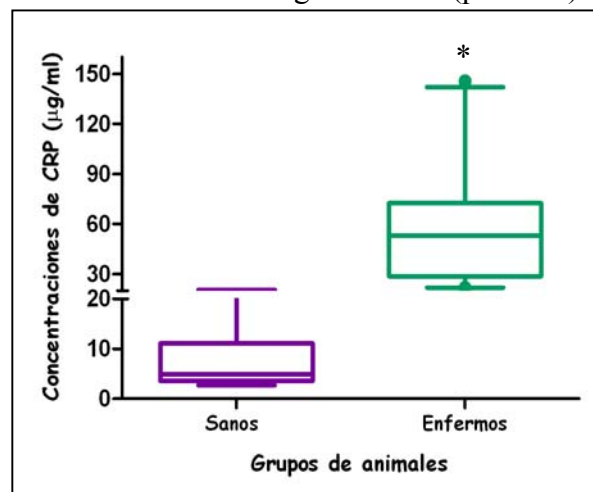 *
Concentraciones de CRP (µg/ml)
150
120
90
60
30
20
10
0
Sanos
Enfermos
Grupos de animales